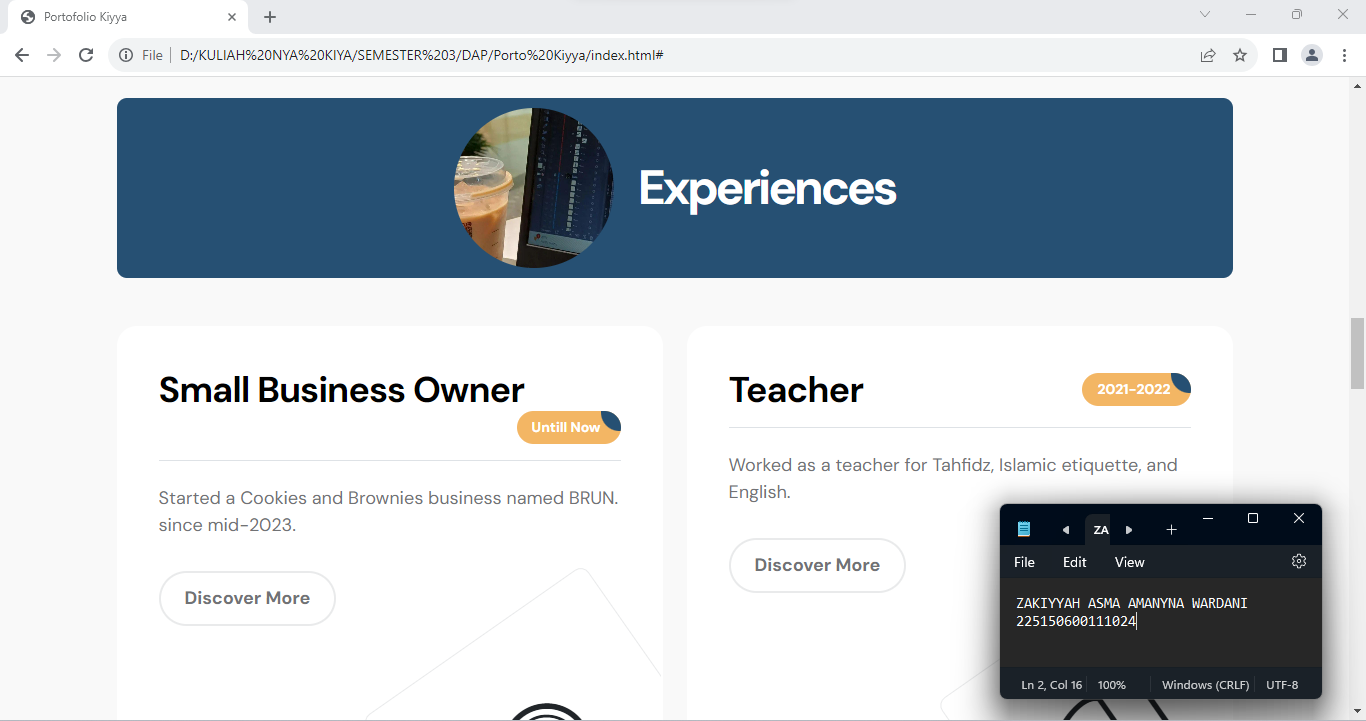 Portofolio Kiyya
File
D:/KULIAH%20NYA%20KIYA/SEMESTER%203/DAP/Porto%20Kiyya/index.html#
Experiences
Small Business Owner
Untill Now
Started a Cookies and Brownies business named BRUN.
since mid-2023.
Discover More
Teacher
2021-2022
Worked as a teacher for Tahfidz, Islamic etiquette, and
English.
Discover More
ZA
File Edit View
ZAKIYYAH ASMA AMANYNA WARDANI
225150600111024
Ln 2, Col 16 100% Windows (CRLF) UTF-8